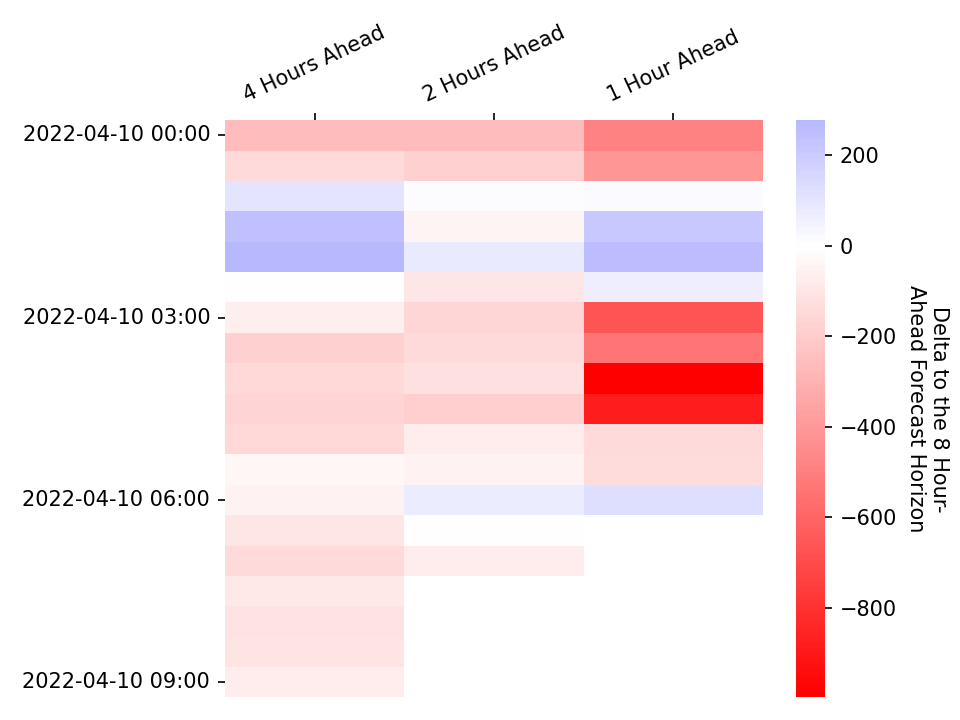 4 Hours Ahead
2 Hours Ahead
1 Hour Ahead
2022-04-10 00:00
2022-04-10 03:00
2022-04-10 06:00
2022-04-10 09:00
200
0
−200
−400
−600
−800
Delta to the 8 Hour-
Ahead Forecast Horizon